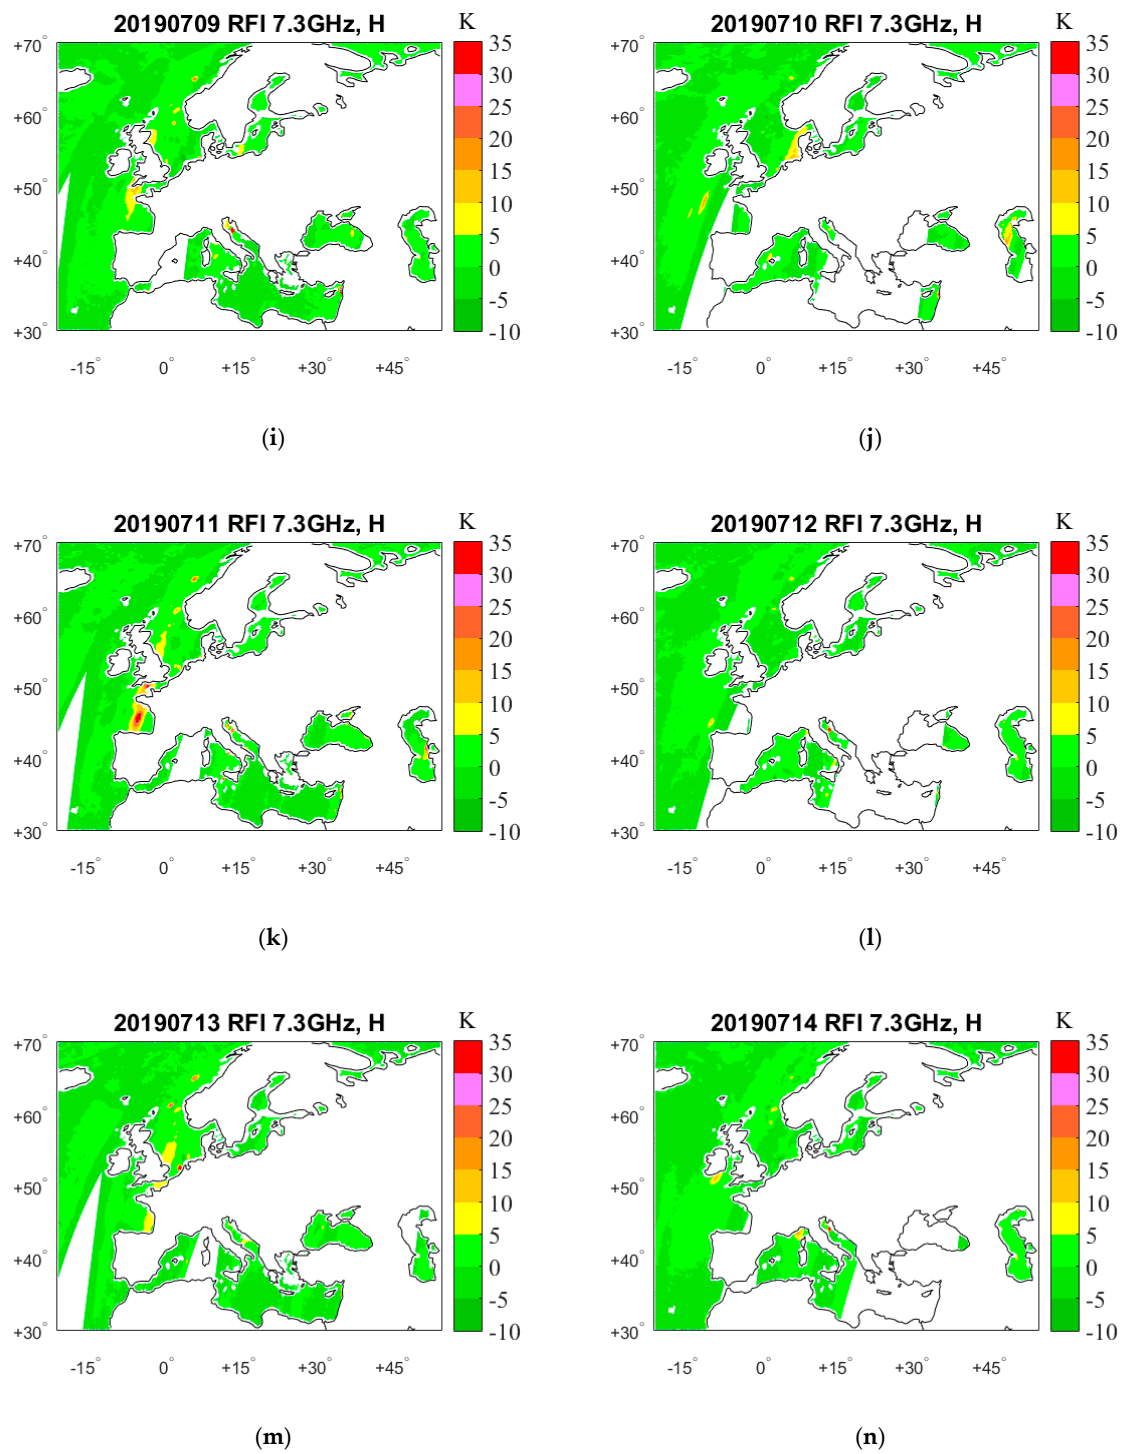 20190709 RFI 7.3GHz, H K
+70° +60° +50° +40° +30°
35 30 25 20 15 10 5 0 -5 -10
-15° 0° +15° +30° +45°
(i)
20190710 RFI 7.3GHz, H K
+70° +60° +50° +40° +30°
35 30 25 20 15 10 5 0 -5 -10
-15° 0° +15° +30° +45°
(j)
20190711 RFI 7.3GHz, H K
+70° +60° +50° +40° +30°
35 30 25 20 15 10 5 0 -5 -10
-15° 0° +15° +30° +45°
(k)
20190712 RFI 7.3GHz, H K
+70° +60° +50° +40° +30°
35 30 25 20 15 10 5 0 -5 -10
-15° 0° +15° +30° +45°
(l)
20190713 RFI 7.3GHz, H K
+70° +60° +50° +40° +30°
35 30 25 20 15 10 5 0 -5 -10
-15° 0° +15° +30° +45°
(m)
20190714 RFI 7.3GHz, H K
+70° +60° +50° +40° +30°
35 30 25 20 15 10 5 0 -5 -10
-15° 0° +15° +30° +45°
(n)